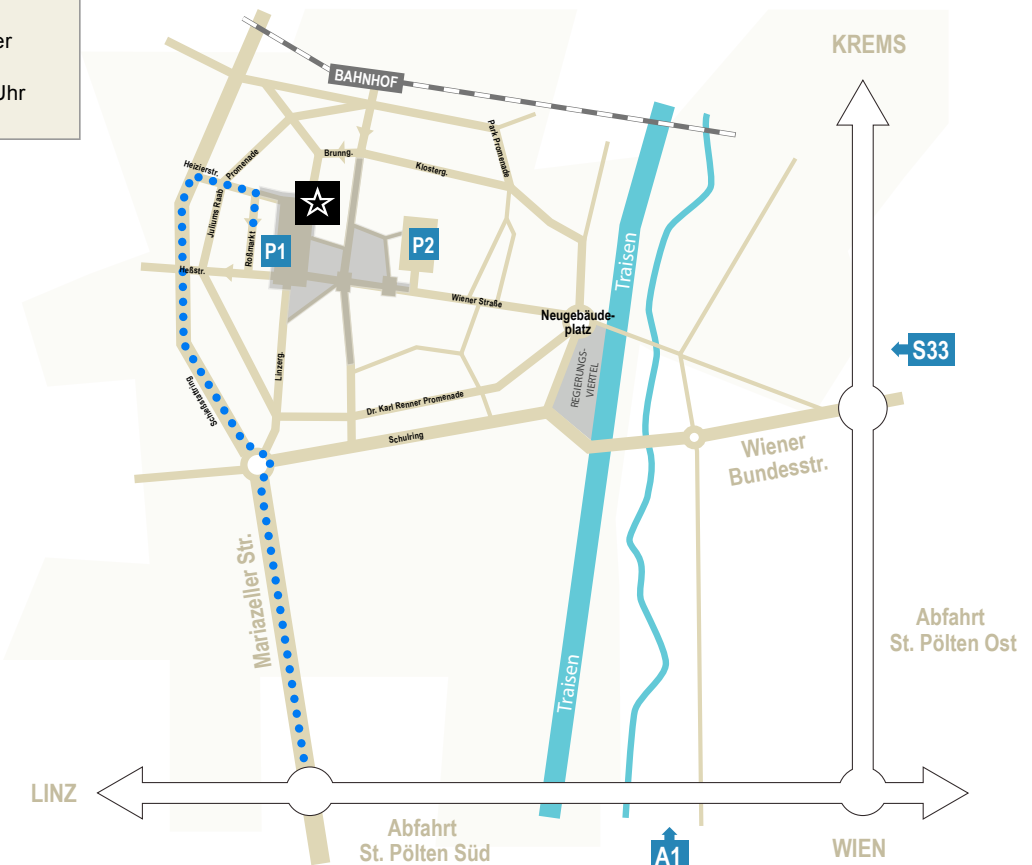 er
Uhr
KREMS
BAHNHOF
Park Promenade
Brunng.
Klosterg.
Heizierstr.
Promenade
Juliums Raab
Roßmarkt
P1
P2
Traisen
Heßstr.
Wiener Straße
Neugebäude-
platz
REGIERUNGS-
VIERTEL
S33
Linzerg.
Schießstattring
Dr. Karl Renner Promenade
Schulring
Wiener
Bundesstr.
Mariazeller Str.
Abfahrt
St. Pölten Ost
Traisen
LINZ
Abfahrt
St. Pölten Süd
A1
WIEN